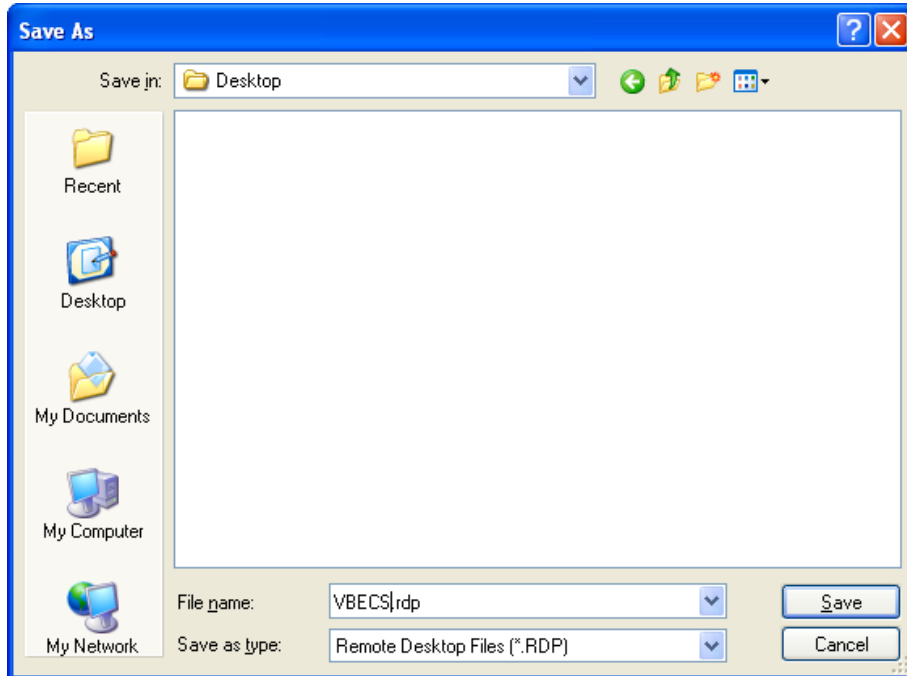 Save As
Save in: Desktop
Recent
Desktop
My Documents
My Computer
My Network
File name: VBECS.rdp Save
Save as type: Remote Desktop Files (*.RDP) Cancel